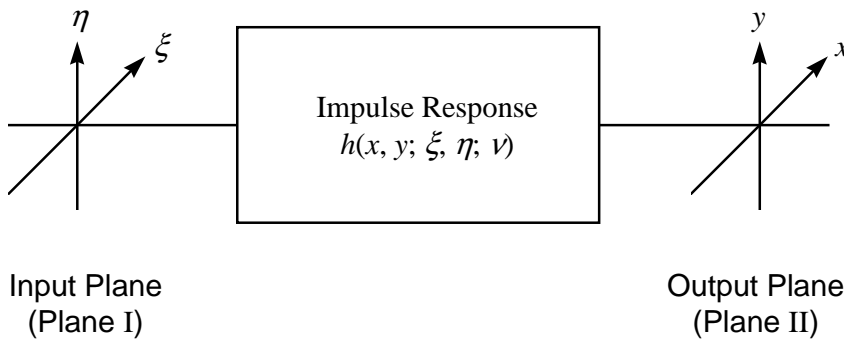 η
ξ
Impulse Response
h(x, y; ξ, η; ν)
y
x
Input Plane
(Plane I)
Output Plane
(Plane II)